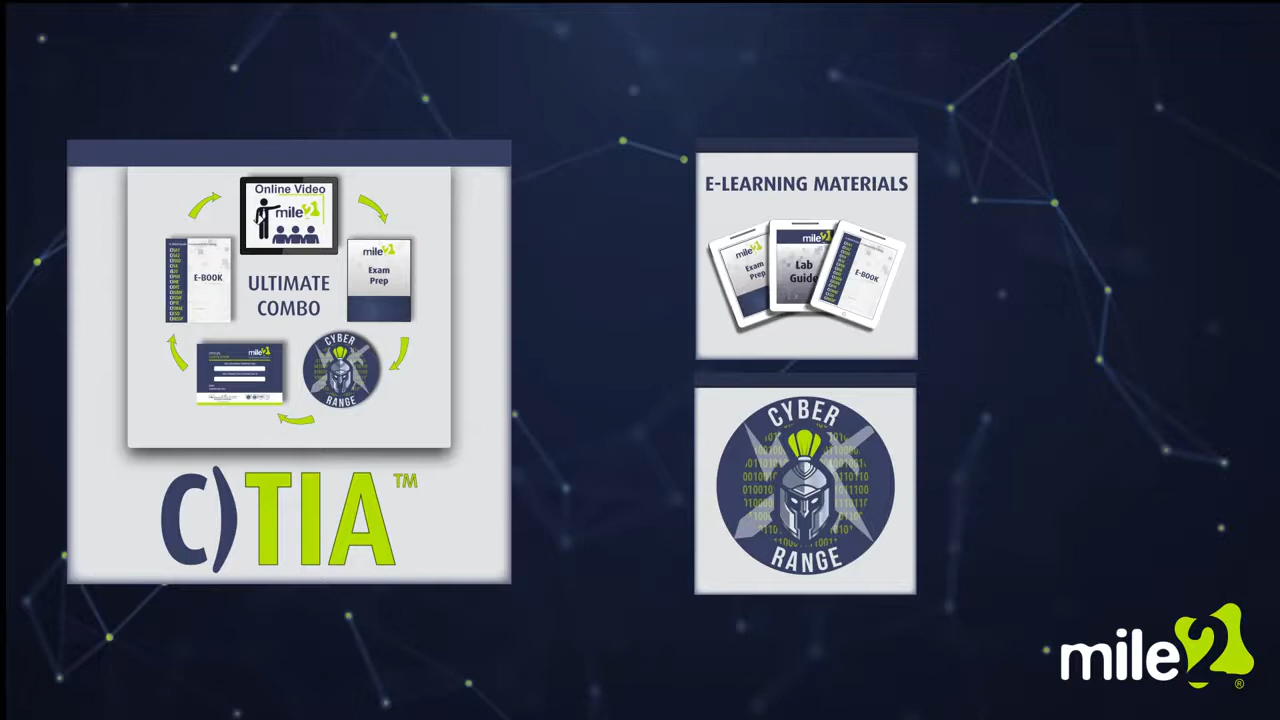 Online Video
mile2
E-BOOK
ULTIMATE
COMBO
mile2
Exam
Prep
mile2
CYBER
RANGE
C)TIA™
E-LEARNING MATERIALS
mile2
Exam
Prep
mile2
Lab
Guide
E-BOOK
CYBER
RANGE
mile2®